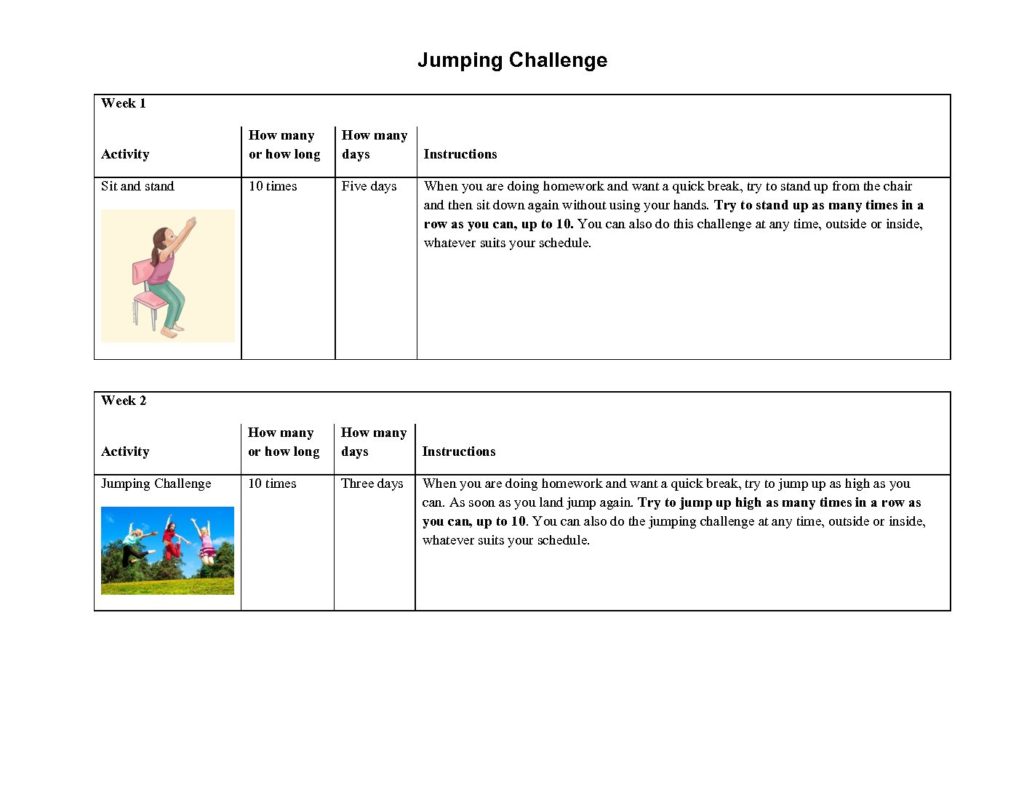 Jumping Challenge
Week 1
Activity
How many
or how long
How many
days
Instructions
Sit and stand
10 times
Five days
When you are doing homework and want a quick break, try to stand up from the chair
and then sit down again without using your hands. Try to stand up as many times in a
row as you can, up to 10. You can also do this challenge at any time, outside or inside,
whatever suits your schedule.
Week 2
Activity
How many
or how long
How many
days
Instructions
Jumping Challenge
10 times
Three days
When you are doing homework and want a quick break, try to jump up as high as you
can. As soon as you land jump again. Try to jump up high as many times in a row as
you can, up to 10. You can also do the jumping challenge at any time, outside or inside,
whatever suits your schedule.